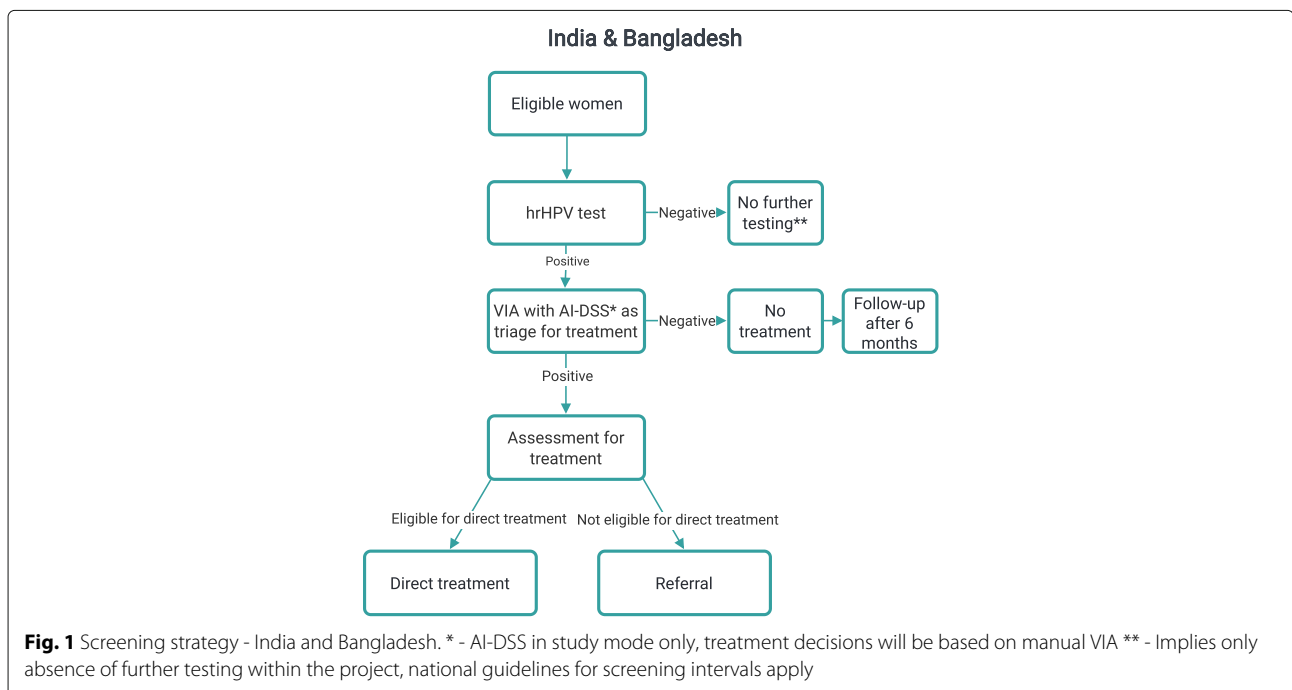 India & Bangladesh
Eligible women
hrHPV test
Negative
No further
testing**
Positive
VIA with AI-DSS* as
triage for treatment
Negative
No
treatment
Follow-up
after 6
months
Positive
Assessment for
treatment
Eligible for direct treatment
Not eligible for direct treatment
Direct treatment
Referral
Fig. 1 Screening strategy - India and Bangladesh. * - AI-DSS in study mode only, treatment decisions will be based on manual VIA ** - Implies only
absence of further testing within the project, national guidelines for screening intervals apply